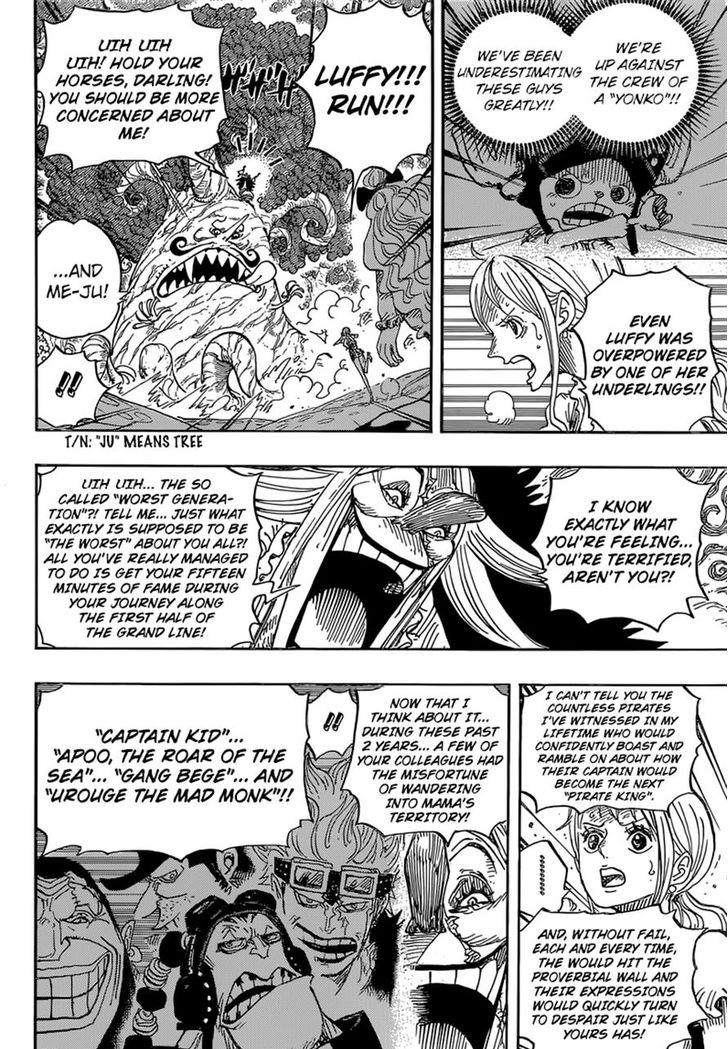 WE'RE
UP AGAINST
THE CREW OF
A "YONKO"!!
WE'VE BEEN
UNDERESTIMATING
THESE GUYS
GREATLY!!
EVEN
LUFFY WAS
OVERPOWERED
BY ONE OF HER
UNDERLINGS!!
LUFFY!!!
RUN!!!
UIH UIH
UIH! HOLD YOUR
HORSES, DARLING!
YOU SHOULD BE MORE
CONCERNED ABOUT
ME!
...AND
ME-JU!
!!
T/N: "JU" MEANS TREE
I KNOW
EXACTLY WHAT
YOU'RE FEELING...
YOU'RE TERRIFIED,
AREN'T YOU?!
UIH UIH... THE SO
CALLED "WORST GENERA-
TION"?! TELL ME... JUST WHAT
EXACTLY IS SUPPOSED TO BE
"THE WORST" ABOUT YOU ALL?!
ALL YOU'VE REALLY MANAGED
TO DO IS GET YOUR FIFTEEN
MINUTES OF FAME DURING
YOUR JOURNEY ALONG
THE FIRST HALF OF
THE GRAND LINE!
I CAN'T TELL YOU THE
COUNTLESS PIRATES
I'VE WITNESSED IN MY
LIFETIME WHO WOULD
CONFIDENTLY BOAST AND
RAMBLE ON ABOUT HOW
THEIR CAPTAIN WOULD
BECOME THE NEXT
"PIRATE KING".
AND, WITHOUT FAIL,
EACH AND EVERY TIME,
THE WOULD HIT THE
PROVERBIAL WALL AND
THEIR EXPRESSIONS
WOULD QUICKLY TURN
TO DESPAIR JUST LIKE
YOURS HAS!
NOW THAT I
THINK ABOUT IT...
DURING THESE PAST
2 YEARS... A FEW OF
YOUR COLLEAGUES HAD
THE MISFORTUNE
OF WANDERING
INTO MAMA'S
TERRITORY!
!!
"CAPTAIN KID"...
"APOO, THE ROAR OF THE
SEA"... "GANG BEGE"... AND
"UROUGE THE MAD MONK"!!